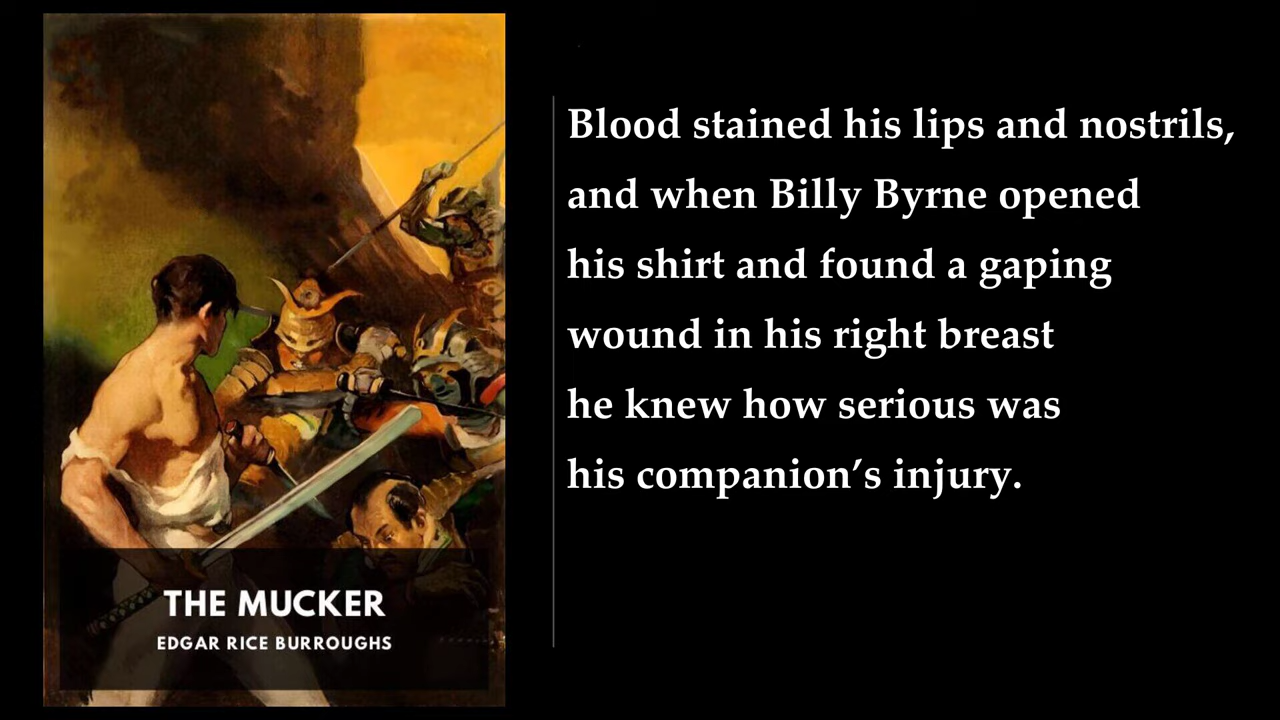 THE MUCKER
EDGAR RICE BURROUGHS
Blood stained his lips and nostrils,
and when Billy Byrne opened
his shirt and found a gaping
wound in his right breast
he knew how serious was
his companion’s injury.